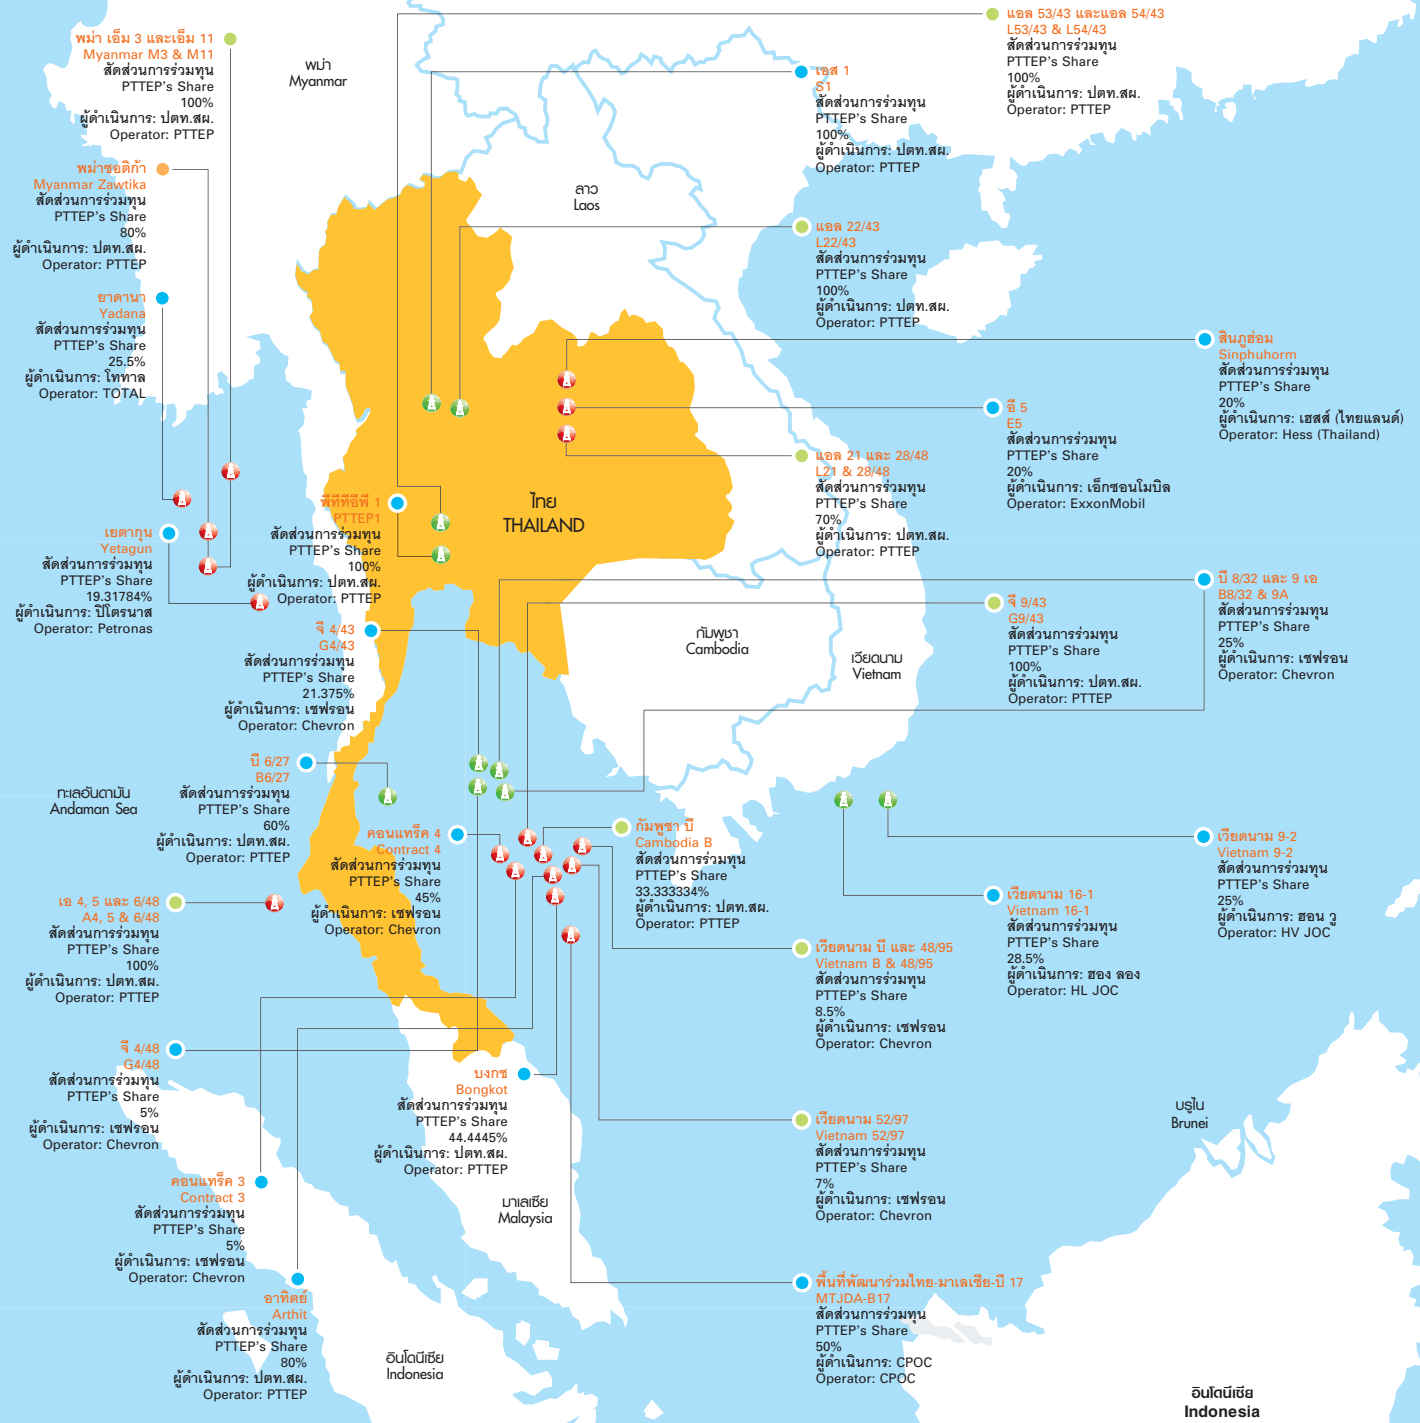 พม่า เอ็ม 3 และเอ็ม 11
Myanmar M3 & M11
สัดส่วนการร่วมทุน
PTTEP's Share
100%
ผู้ดำเนินการ: ปตท.สผ.
Operator: PTTEP
พม่า
Myanmar
แอล 53/43 และแอล 54/43
L53/43 & L54/43
สัดส่วนการร่วมทุน
PTTEP's Share
100%
ผู้ดำเนินการ: ปตท.สผ.
Operator: PTTEP
เอส 1
S1
สัดส่วนการร่วมทุน
PTTEP's Share
100%
ผู้ดำเนินการ: ปตท.สผ.
Operator: PTTEP
พม่าซอติก้า
Myanmar Zawtika
สัดส่วนการร่วมทุน
PTTEP's Share
80%
ผู้ดำเนินการ: ปตท.สผ.
Operator: PTTEP
ลาว
Laos
แอล 22/43
L22/43
สัดส่วนการร่วมทุน
PTTEP's Share
100%
ผู้ดำเนินการ: ปตท.สผ.
Operator: PTTEP
ยาดานา
Yadana
สัดส่วนการร่วมทุน
PTTEP's Share
25.5%
ผู้ดำเนินการ: โททาล
Operator: TOTAL
สินภูฮ่อม
Sinphuhorm
สัดส่วนการร่วมทุน
PTTEP's Share
20%
ผู้ดำเนินการ: เฮสส์ (ไทยแลนด์)
Operator: Hess (Thailand)
อี 5
E5
สัดส่วนการร่วมทุน
PTTEP's Share
20%
ผู้ดำเนินการ: เอ็กซอนโมบิล
Operator: ExxonMobil
แอล 21 และ 28/48
L21 & 28/48
สัดส่วนการร่วมทุน
PTTEP's Share
70%
ผู้ดำเนินการ: ปตท.สผ.
Operator: PTTEP
ไทย
THAILAND
พีทีทีอีพี 1
PTTEP1
สัดส่วนการร่วมทุน
PTTEP's Share
100%
ผู้ดำเนินการ: ปตท.สผ.
Operator: PTTEP
เยตากุน
Yetagun
สัดส่วนการร่วมทุน
PTTEP's Share
19.31784%
ผู้ดำเนินการ: ปิโตรนาส
Operator: Petronas
บี 8/32 และ 9 เอ
B8/32 & 9A
สัดส่วนการร่วมทุน
PTTEP's Share
25%
ผู้ดำเนินการ: เชฟรอน
Operator: Chevron
จี 9/43
G9/43
สัดส่วนการร่วมทุน
PTTEP's Share
100%
ผู้ดำเนินการ: ปตท.สผ.
Operator: PTTEP
กัมพูชา
Cambodia
เวียดนาม
Vietnam
จี 4/43
G4/43
สัดส่วนการร่วมทุน
PTTEP's Share
21.375%
ผู้ดำเนินการ: เชฟรอน
Operator: Chevron
ทะเลอันดามัน
Andaman Sea
บี 6/27
B6/27
สัดส่วนการร่วมทุน
PTTEP's Share
60%
ผู้ดำเนินการ: ปตท.สผ.
Operator: PTTEP
คอนแทร็ค 4
Contract 4
สัดส่วนการร่วมทุน
PTTEP's Share
45%
ผู้ดำเนินการ: เชฟรอน
Operator: Chevron
กัมพูชา บี
Cambodia B
สัดส่วนการร่วมทุน
PTTEP's Share
33.333334%
ผู้ดำเนินการ: ปตท.สผ.
Operator: PTTEP
เวียดนาม 9-2
Vietnam 9-2
สัดส่วนการร่วมทุน
PTTEP's Share
25%
ผู้ดำเนินการ: ฮอน วู
Operator: HV JOC
เวียดนาม 16-1
Vietnam 16-1
สัดส่วนการร่วมทุน
PTTEP's Share
28.5%
ผู้ดำเนินการ: ฮอง ลอง
Operator: HL JOC
เอ 4, 5 และ 6/48
A4, 5 & 6/48
สัดส่วนการร่วมทุน
PTTEP's Share
100%
ผู้ดำเนินการ: ปตท.สผ.
Operator: PTTEP
เวียดนาม บี และ 48/95
Vietnam B & 48/95
สัดส่วนการร่วมทุน
PTTEP's Share
8.5%
ผู้ดำเนินการ: เชฟรอน
Operator: Chevron
จี 4/48
G4/48
สัดส่วนการร่วมทุน
PTTEP's Share
5%
ผู้ดำเนินการ: เชฟรอน
Operator: Chevron
บงกช
Bongkot
สัดส่วนการร่วมทุน
PTTEP's Share
44.4445%
ผู้ดำเนินการ: ปตท.สผ.
Operator: PTTEP
เวียดนาม 52/97
Vietnam 52/97
สัดส่วนการร่วมทุน
PTTEP's Share
7%
ผู้ดำเนินการ: เชฟรอน
Operator: Chevron
บรูไน
Brunei
คอนแทร็ค 3
Contract 3
สัดส่วนการร่วมทุน
PTTEP's Share
5%
ผู้ดำเนินการ: เชฟรอน
Operator: Chevron
มาเลเซีย
Malaysia
อาทิตย์
Arthit
สัดส่วนการร่วมทุน
PTTEP's Share
80%
ผู้ดำเนินการ: ปตท.สผ.
Operator: PTTEP
พื้นที่พัฒนาร่วมไทย-มาเลเซีย-บี 17
MTJDA-B17
สัดส่วนการร่วมทุน
PTTEP's Share
50%
ผู้ดำเนินการ: CPOC
Operator: CPOC
อินโดนีเซีย
Indonesia
อินโดนีเซีย
Indonesia